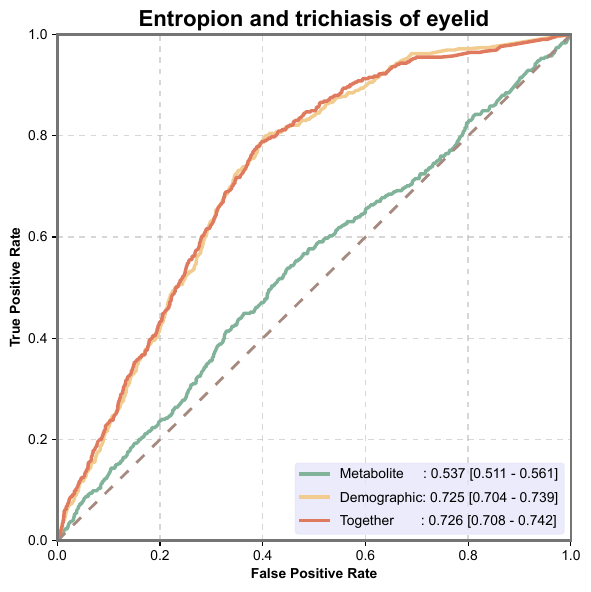 Entropion and trichiasis of eyelid
True Positive Rate
1.0
0.8
0.6
0.4
0.2
0.0
Metabolite : 0.537 [0.511 - 0.561]
Demographic: 0.725 [0.704 - 0.739]
Together : 0.726 [0.708 - 0.742]
0.0 0.2 0.4 0.6 0.8 1.0
False Positive Rate